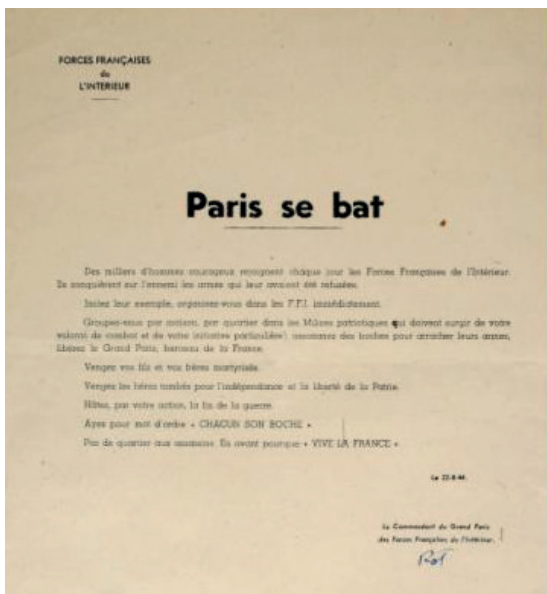 FORCES FRANÇAISES
de
L'INTERIEUR
Paris se bat
Des milliers d'hommes courageux rejoignent chaque jour les Forces Françaises de l'Intérieur.
Ils conquièrent sur l'ennemi les armes qui leur avaient été refusées.
Imitez leur exemple, organisez-vous dans les F.F.I. immédiatement.
Groupez-vous par maison, par quartier dans les Milices patriotiques qui doivent surgir de votre
volonté de combat et de votre initiative particulière, assommez des boches pour arracher leurs armes,
libérez le Grand Paris, berceau de la France.
Vengez vos fils et vos frères martyrisés.
Vengez les héros tombés pour l'indépendance et la liberté de la Patrie.
Hâtez, par votre action, la fin de la guerre.
Ayez pour mot d'ordre « CHACUN SON BOCHE »
Pas de quartier aux assassins. En avant pour « VIVE LA FRANCE »
Le 22-8-44.
Le Commandant du Grand Paris
des Forces Françaises de l'Intérieur,
Rol